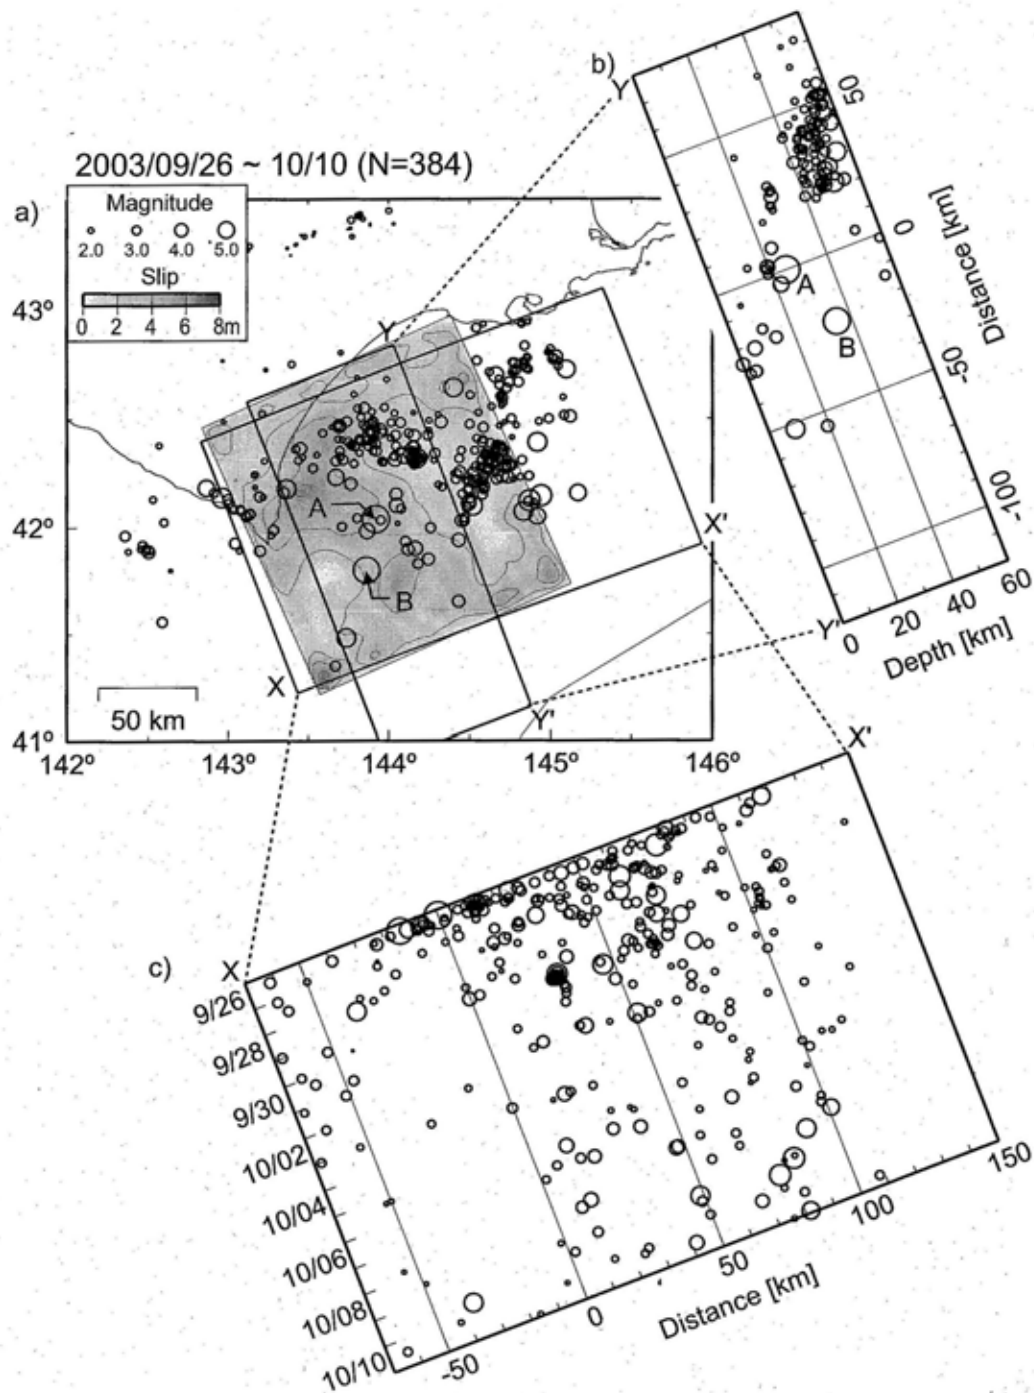 b)
Y
50
0
-50
-100
Distance [km]
A
B
Y'
0
20
40
60
Depth [km]
2003/09/26 ~ 10/10 (N=384)
a)
Magnitude
2.0 3.0 4.0 5.0
Slip
0 2 4 6 8m
43°
42°
41°
Y
A
B
X
X'
Y'
50 km
142° 143° 144° 145° 146°
X'
c)
X
9/26
9/28
9/30
10/02
10/04
10/06
10/08
10/10
-50
0
50
100
150
Distance [km]